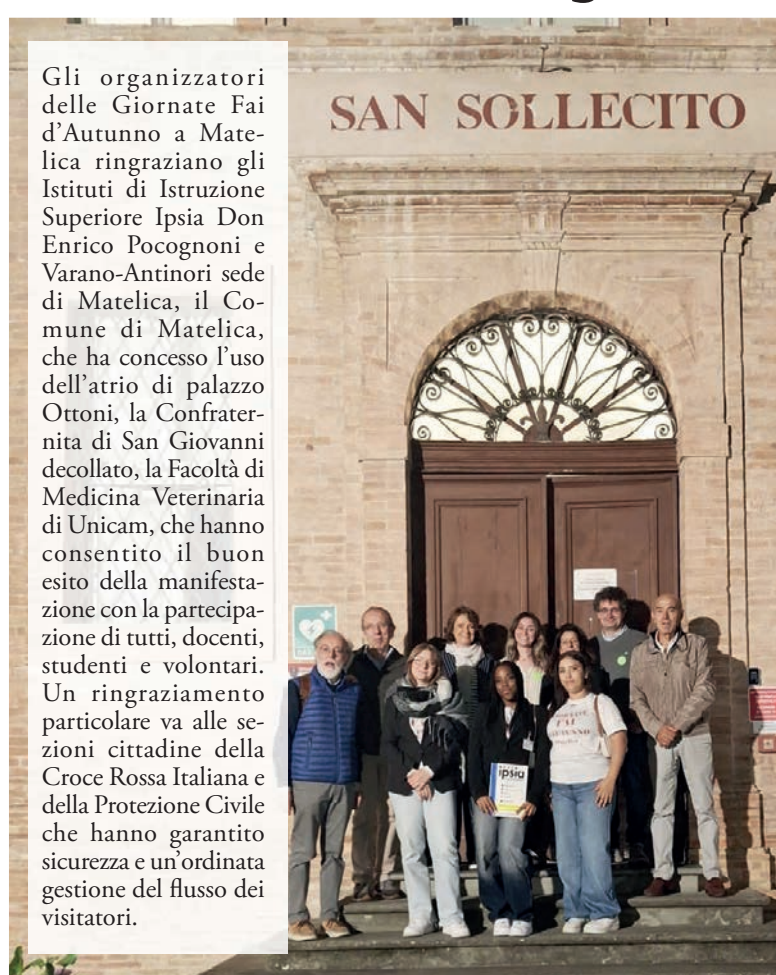 Gli organizzatori
delle Giornate Fai
d'Autunno a Mate-
lica ringraziano gli
Istituti di Istruzione
Superiore Ipsia Don
Enrico Pocognoni e
Varano-Antinori sede
di Matelica, il Co-
mune di Matelica,
che ha concesso l'uso
dell'atrio di palazzo
Ottoni, la Confrater-
nita di San Giovanni
decollato, la Facoltà di
Medicina Veterinaria
di Unicam, che hanno
consentito il buon
esito della manifesta-
zione con la partecipa-
zione di tutti, docenti,
studenti e volontari.
Un ringraziamento
particolare va alle se-
zioni cittadine della
Croce Rossa Italiana e
della Protezione Civile
che hanno garantito
sicurezza e un'ordinata
gestione del flusso dei
visitatori.
SAN SOLLECITO
FAI
ipsia